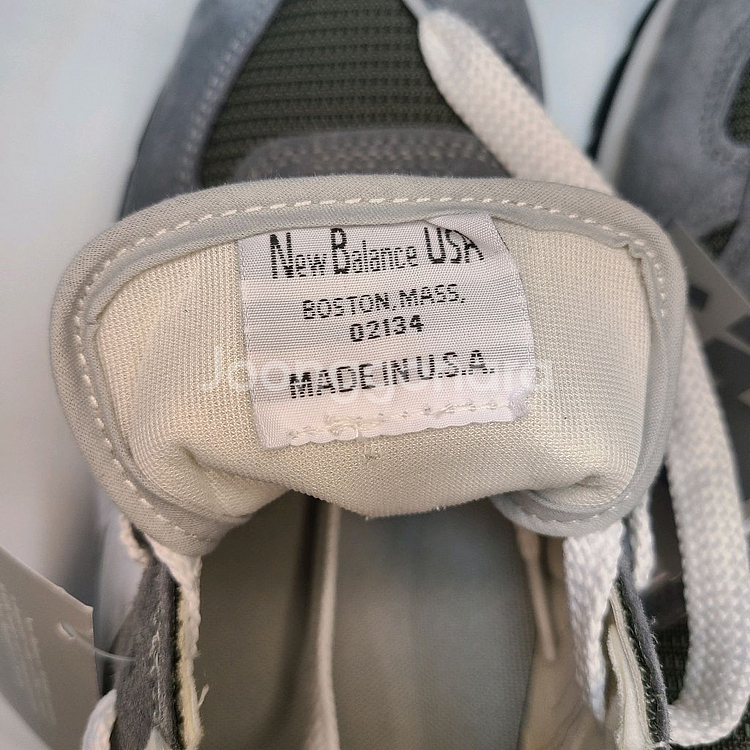 New Balance USA
BOSTON, MASS,
02134
MADE IN U.S.A.